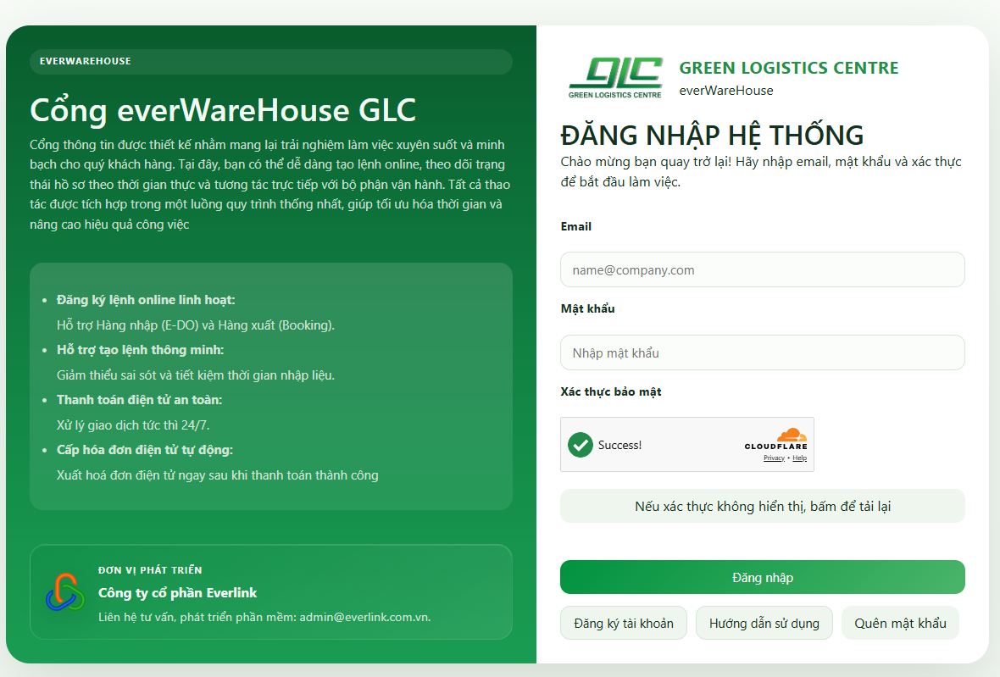 EVERWAREHOUSE
Cổng everWareHouse GLC
Cổng thông tin được thiết kế nhằm mang lại trải nghiệm làm việc xuyên suốt và minh
bạch cho quý khách hàng. Tại đây, bạn có thể dễ dàng tạo lệnh online, theo dõi trạng
thái hồ sơ theo thời gian thực và tương tác trực tiếp với bộ phận vận hành. Tất cả thao
tác được tích hợp trong một luồng quy trình thống nhất, giúp tối ưu hóa thời gian và
nâng cao hiệu quả công việc
• Đăng ký lệnh online linh hoạt:
Hỗ trợ Hàng nhập (E-DO) và Hàng xuất (Booking).
• Hỗ trợ tạo lệnh thông minh:
Giảm thiểu sai sót và tiết kiệm thời gian nhập liệu.
• Thanh toán điện tử an toàn:
Xử lý giao dịch tức thì 24/7.
• Cấp hóa đơn điện tử tự động:
Xuất hoá đơn điện tử ngay sau khi thanh toán thành công
ĐƠN VỊ PHÁT TRIỂN
Công ty cổ phần Everlink
Liên hệ tư vấn, phát triển phần mềm: admin@everlink.com.vn.
GLC
GREEN LOGISTICS CENTRE
GREEN LOGISTICS CENTRE
everWareHouse
ĐĂNG NHẬP HỆ THỐNG
Chào mừng bạn quay trở lại! Hãy nhập email, mật khẩu và xác thực
để bắt đầu làm việc.
Email
name@company.com
Mật khẩu
Nhập mật khẩu
Xác thực bảo mật
Success!
CLOUDFLARE
Privacy • Help
Nếu xác thực không hiển thị, bấm để tải lại
Đăng nhập
Đăng ký tài khoản
Hướng dẫn sử dụng
Quên mật khẩu